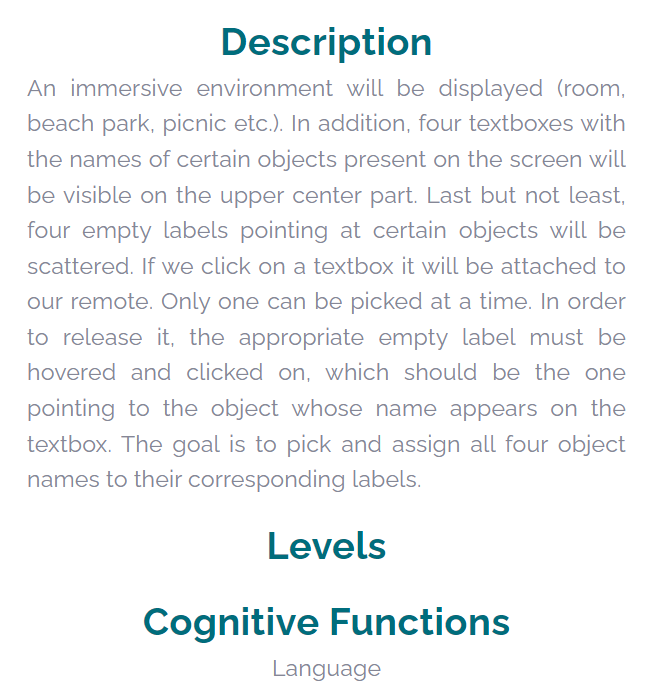 Description
An immersive environment will be displayed (room,
beach park, picnic etc.). In addition, four textboxes with
the names of certain objects present on the screen will
be visible on the upper center part. Last but not least,
four empty labels pointing at certain objects will be
scattered. If we click on a textbox it will be attached to
our remote. Only one can be picked at a time. In order
to release it, the appropriate empty label must be
hovered and clicked on, which should be the one
pointing to the object whose name appears on the
textbox. The goal is to pick and assign all four object
names to their corresponding labels.
Levels
Cognitive Functions
Language